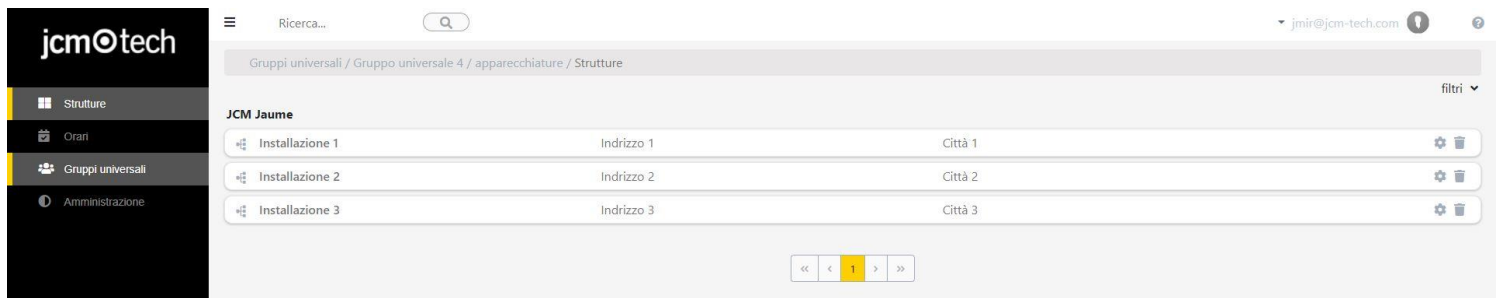 jcm tech
Ricerca...
jmir@jcm-tech.com
Gruppi universali / Gruppo universale 4 / apparecchiature / Strutture
filtri
Strutture
Orari
Gruppi universali
Amministrazione
JCM Jaume
Installazione 1 Indrizzo 1 Città 1
Installazione 2 Indrizzo 2 Città 2
Installazione 3 Indrizzo 3 Città 3
« < 1 > »